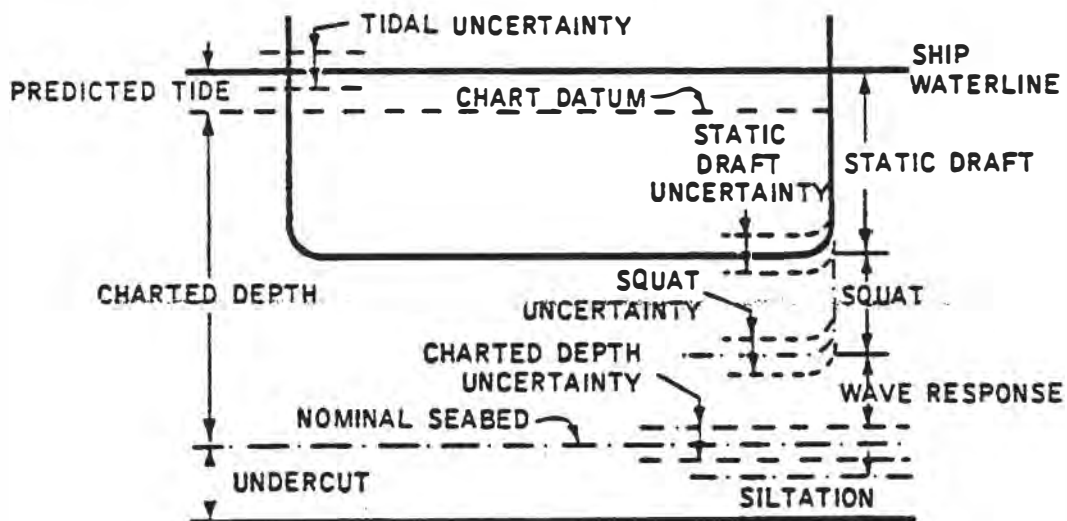 TIDAL UNCERTAINTY
SHIP
WATERLINE
PREDICTED TIDE
CHART DATUM
STATIC
DRAFT
UNCERTAINTY
STATIC DRAFT
CHARTED DEPTH
SQUAT
UNCERTAINTY
SQUAT
CHARTED DEPTH
UNCERTAINTY
WAVE RESPONSE
NOMINAL SEABED
UNDERCUT
SILTATION